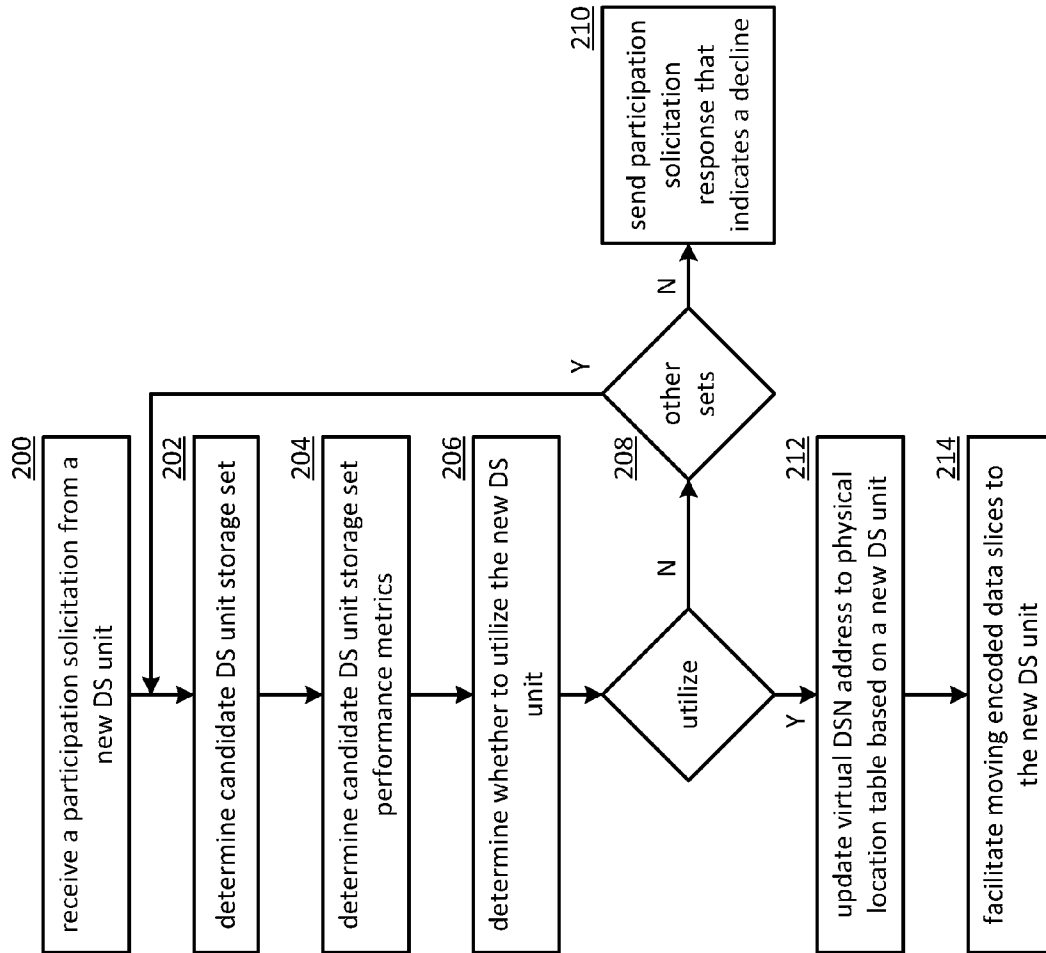 200
receive a participation solicitation from a
new DS unit
202
determine candidate DS unit storage set
204
determine candidate DS unit storage set
performance metrics
206
determine whether to utilize the new DS
unit
utilize
N
Y
208
other
sets
Y
N
210
send participation
solicitation
response that
indicates a decline
212
update virtual DSN address to physical
location table based on a new DS unit
214
facilitate moving encoded data slices to
the new DS unit